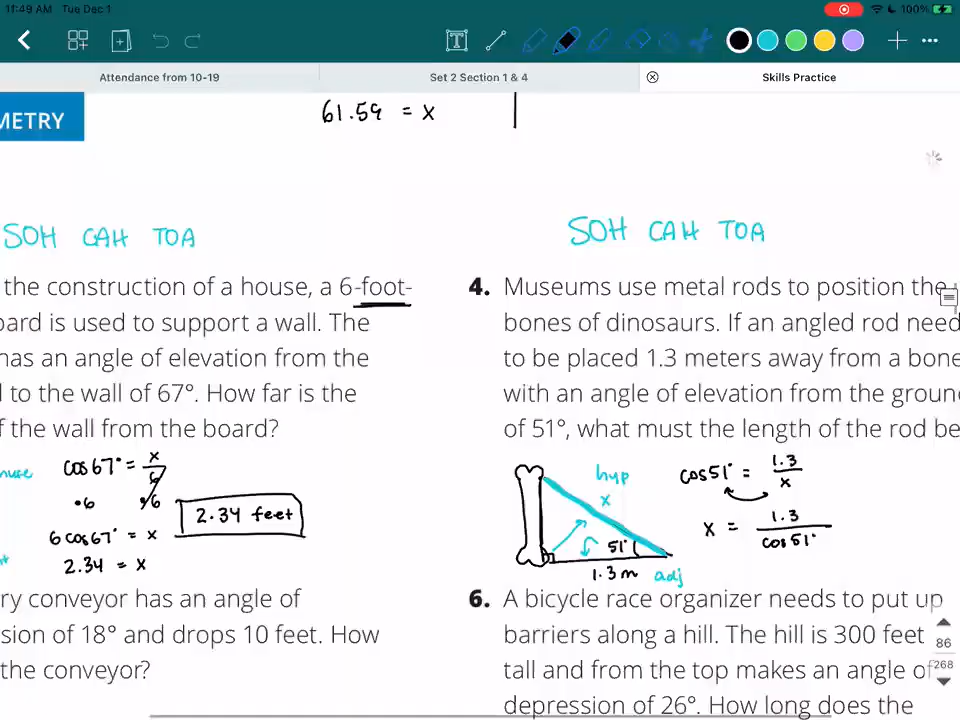 11:49 AM Tue Dec 1
100%
Attendance from 10-19
Set 2 Section 1 & 4
Skills Practice
METRY
61.59 = x
SOH CAH TOA
the construction of a house, a 6-foot-
oard is used to support a wall. The
has an angle of elevation from the
d to the wall of 67°. How far is the
f the wall from the board?
nuse
cos67° = x/6
·6 ·6
6 cos67° = x
2.34 = x
2.34 feet
ry conveyor has an angle of
sion of 18° and drops 10 feet. How
the conveyor?
SOH CAH TOA
4. Museums use metal rods to position the
bones of dinosaurs. If an angled rod need
to be placed 1.3 meters away from a bone
with an angle of elevation from the groun
of 51°, what must the length of the rod be
hyp
x
51°
1.3 m adj
cos51° = 1.3/x
x = 1.3/cos51°
6. A bicycle race organizer needs to put up
barriers along a hill. The hill is 300 feet
tall and from the top makes an angle of
depression of 26°. How long does the
86
268